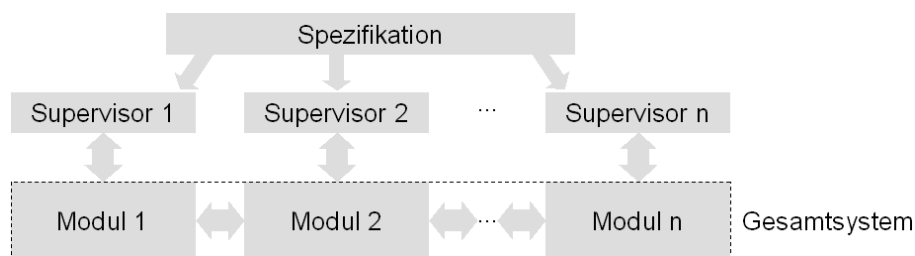 Spezifikation
Supervisor 1 Supervisor 2 ... Supervisor n
Modul 1 Modul 2 ... Modul n Gesamtsystem